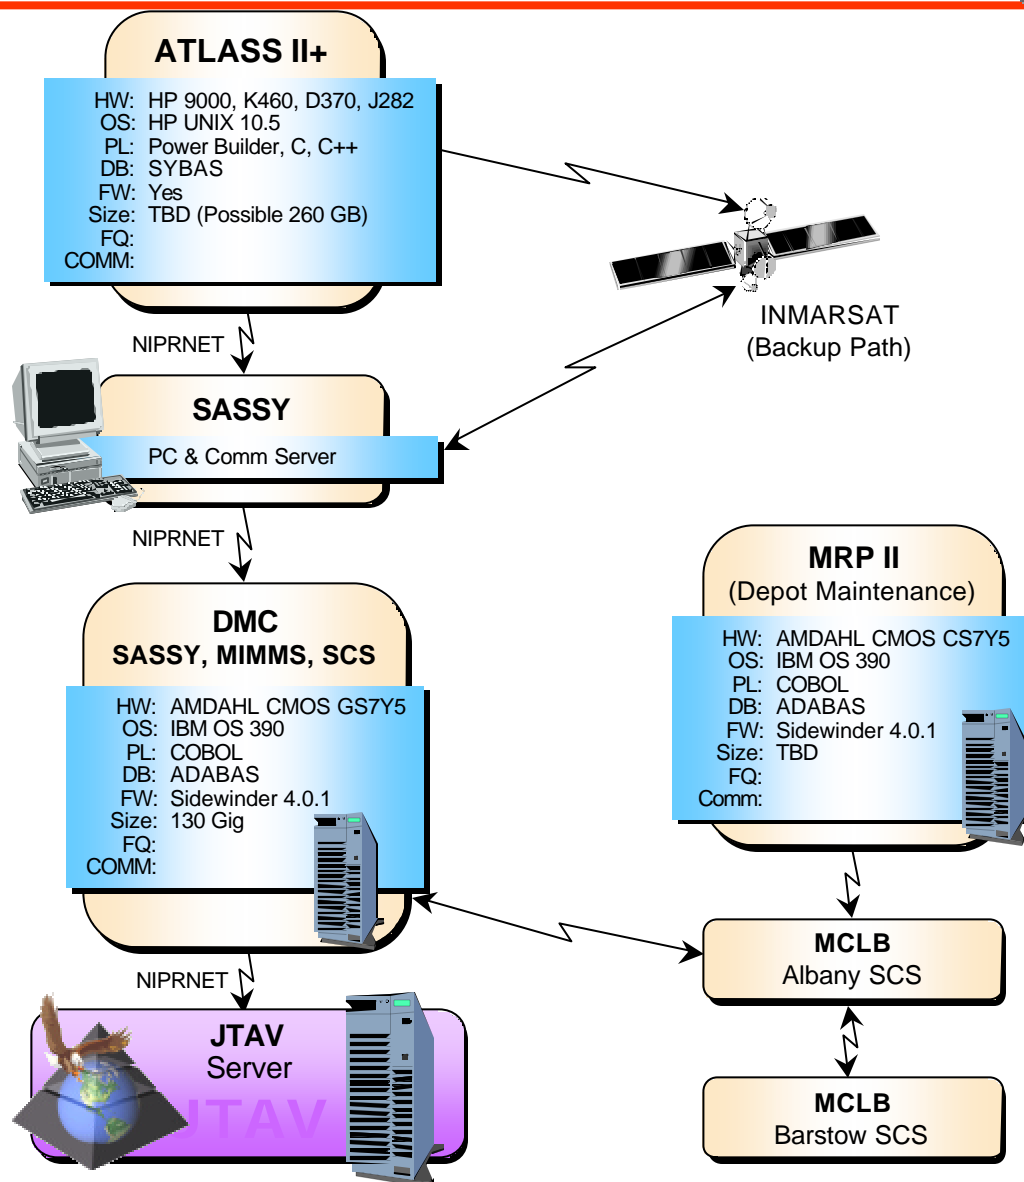 ATLASS II+
HW: HP 9000, K460, D370, J282
OS: HP UNIX 10.5
PL: Power Builder, C, C++
DB: SYBAS
FW: Yes
Size: TBD (Possible 260 GB)
FQ:
COMM:
INMARSAT
(Backup Path)
NIPRNET
SASSY
PC & Comm Server
NIPRNET
DMC
SASSY, MIMMS, SCS
HW: AMDAHL CMOS GS7Y5
OS: IBM OS 390
PL: COBOL
DB: ADABAS
FW: Sidewinder 4.0.1
Size: 130 Gig
FQ:
COMM:
MRP II
(Depot Maintenance)
HW: AMDAHL CMOS CS7Y5
OS: IBM OS 390
PL: COBOL
DB: ADABAS
FW: Sidewinder 4.0.1
Size: TBD
FQ:
Comm:
MCLB
Albany SCS
NIPRNET
JTAV
Server
JTAV
MCLB
Barstow SCS